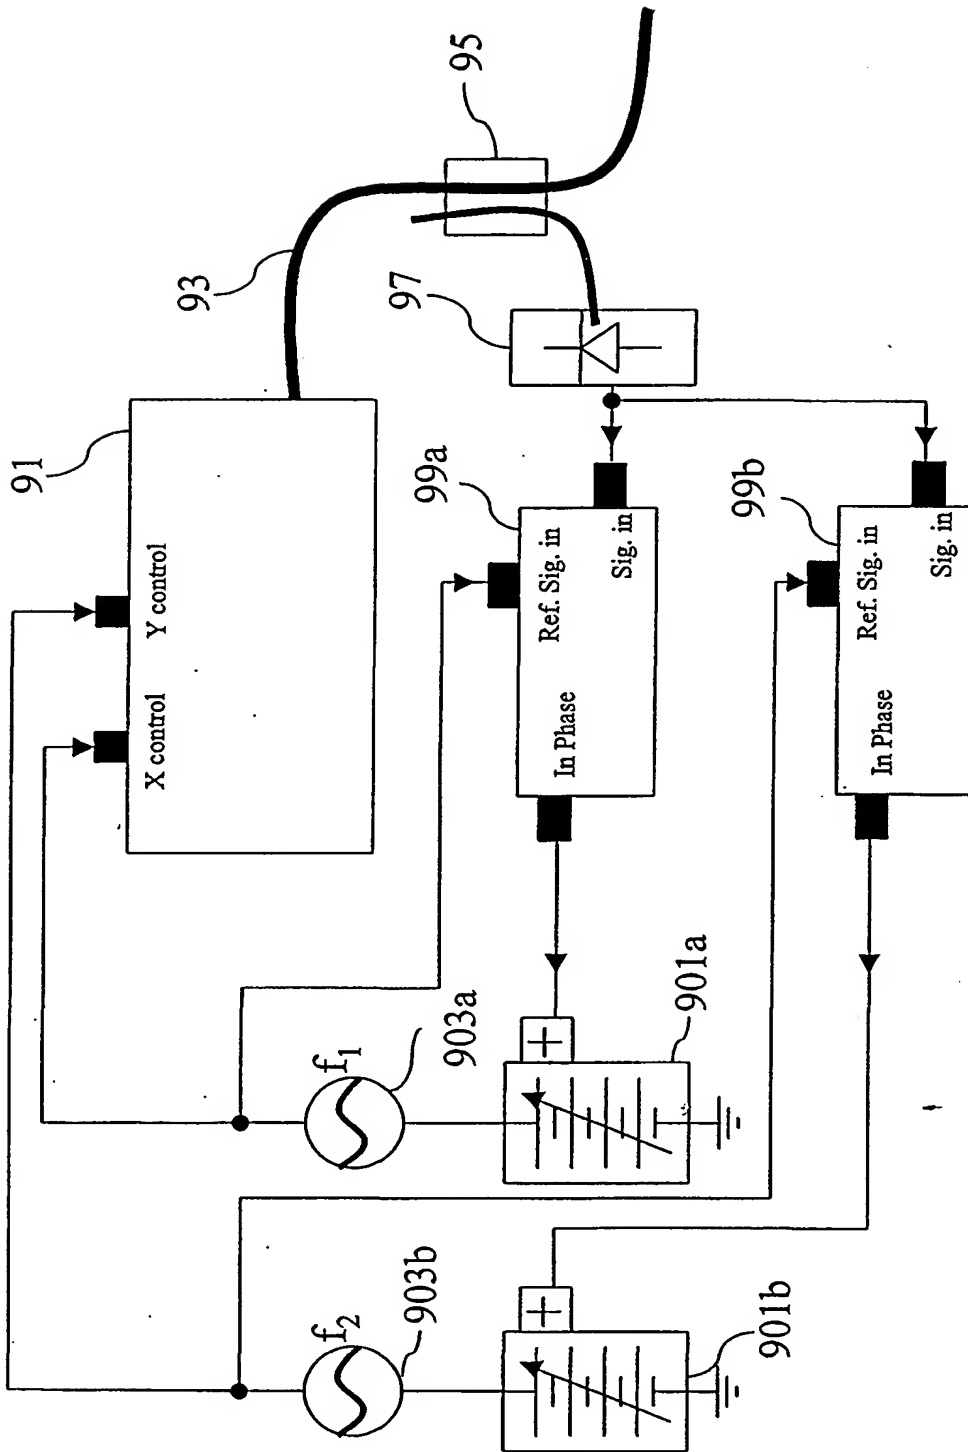 91
93
95
97
99a
99b
X control
Y control
In Phase
Ref. Sig. in
Sig. in
In Phase
Ref. Sig. in
Sig. in
f1
903a
901a
f2
903b
901b